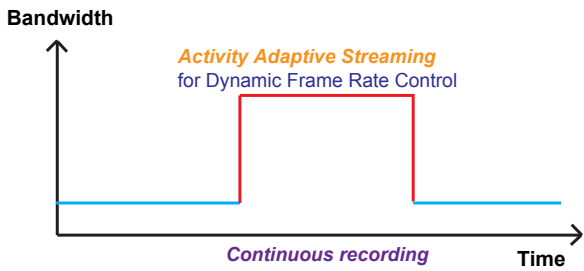 Bandwidth
Activity Adaptive Streaming
for Dynamic Frame Rate Control
Continuous recording
Time